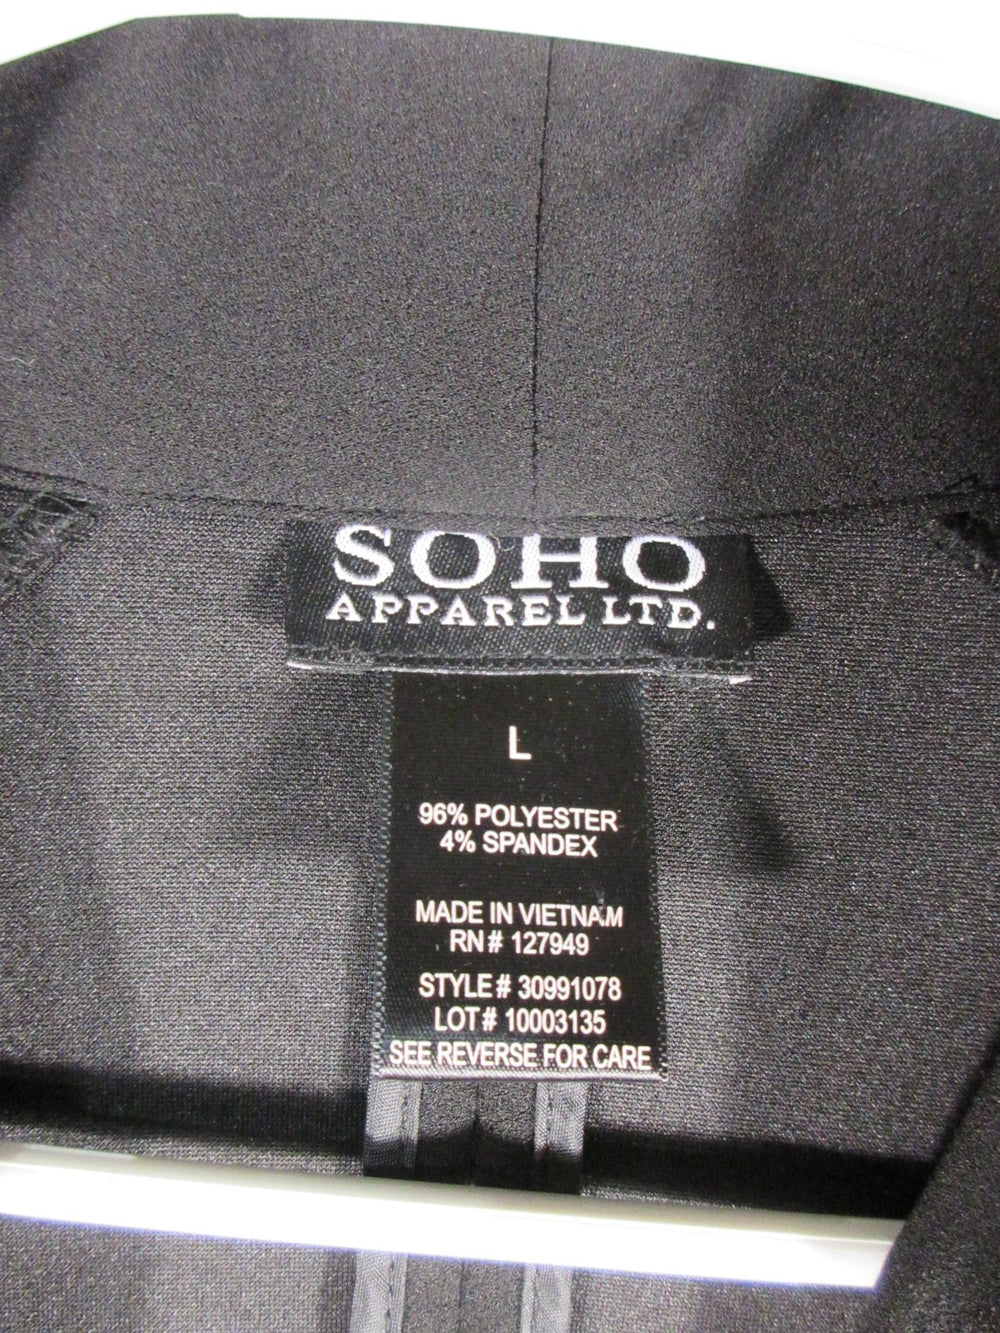 SOHO
APPAREL LTD.
L
96% POLYESTER
4% SPANDEX
MADE IN VIETNAM
RN# 127949
STYLE# 30991078
LOT# 10003135
SEE REVERSE FOR CARE